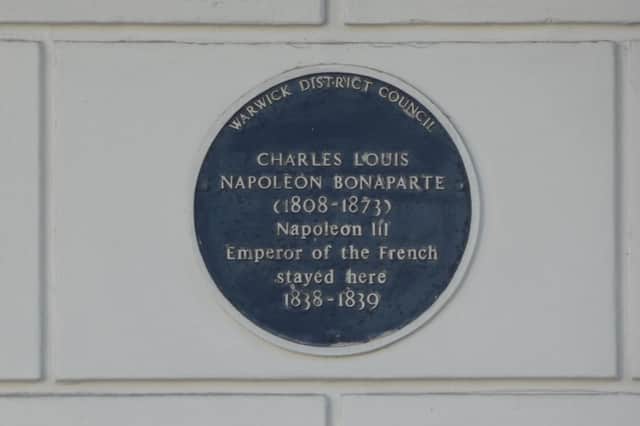 WARWICK DISTRICT COUNCIL
CHARLES LOUIS
NAPOLEON BONAPARTE
(1808-1873)
Napoleon III
Emperor of the French
stayed here
1838-1839